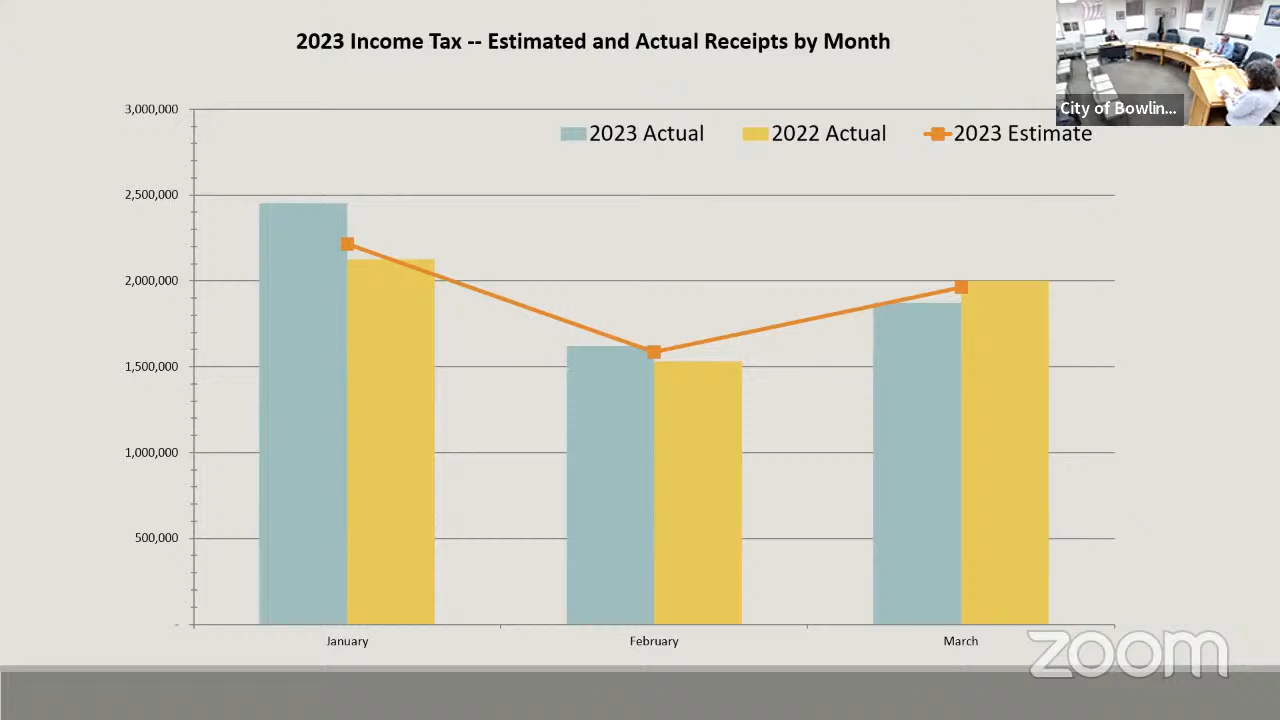 2023 Income Tax -- Estimated and Actual Receipts by Month
City of Bowlin...
2023 Actual
2022 Actual
2023 Estimate
3,000,000
2,500,000
2,000,000
1,500,000
1,000,000
500,000
-
January
February
March
zoom